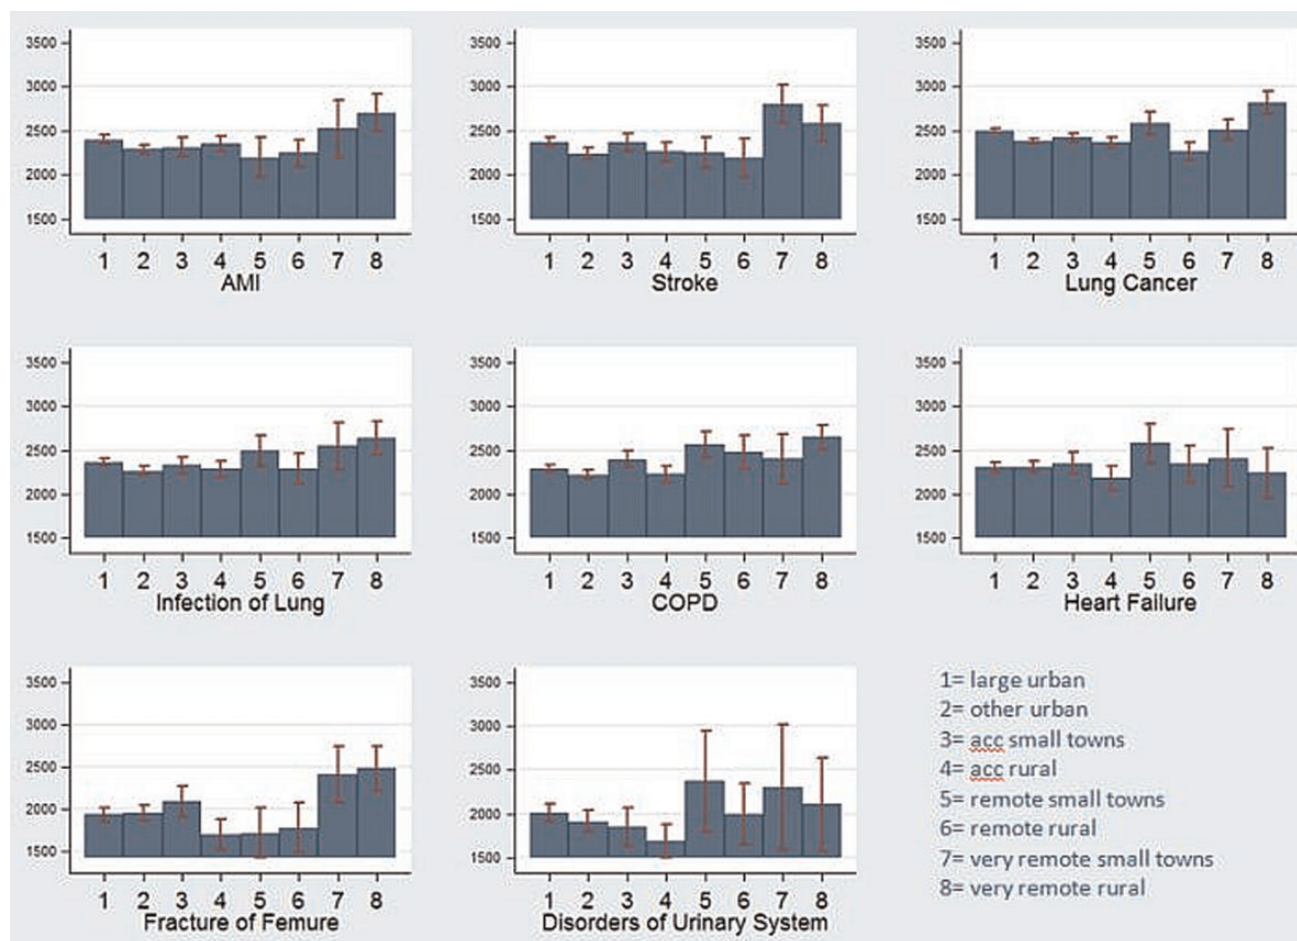 3500 3500 3500
3000 3000 3000
2500 2500 2500
2000 2000 2000
1500 1500 1500
1 2 3 4 5 6 7 8 1 2 3 4 5 6 7 8 1 2 3 4 5 6 7 8
AMI Stroke Lung Cancer
3500 3500 3500
3000 3000 3000
2500 2500 2500
2000 2000 2000
1500 1500 1500
1 2 3 4 5 6 7 8 1 2 3 4 5 6 7 8 1 2 3 4 5 6 7 8
Infection of Lung COPD Heart Failure
3500 3500
3000 3000
2500 2500
2000 2000
1500 1500
1 2 3 4 5 6 7 8 1 2 3 4 5 6 7 8
Fracture of Femure Disorders of Urinary System
1= large urban
2= other urban
3= acc small towns
4= acc rural
5= remote small towns
6= remote rural
7= very remote small towns
8= very remote rural